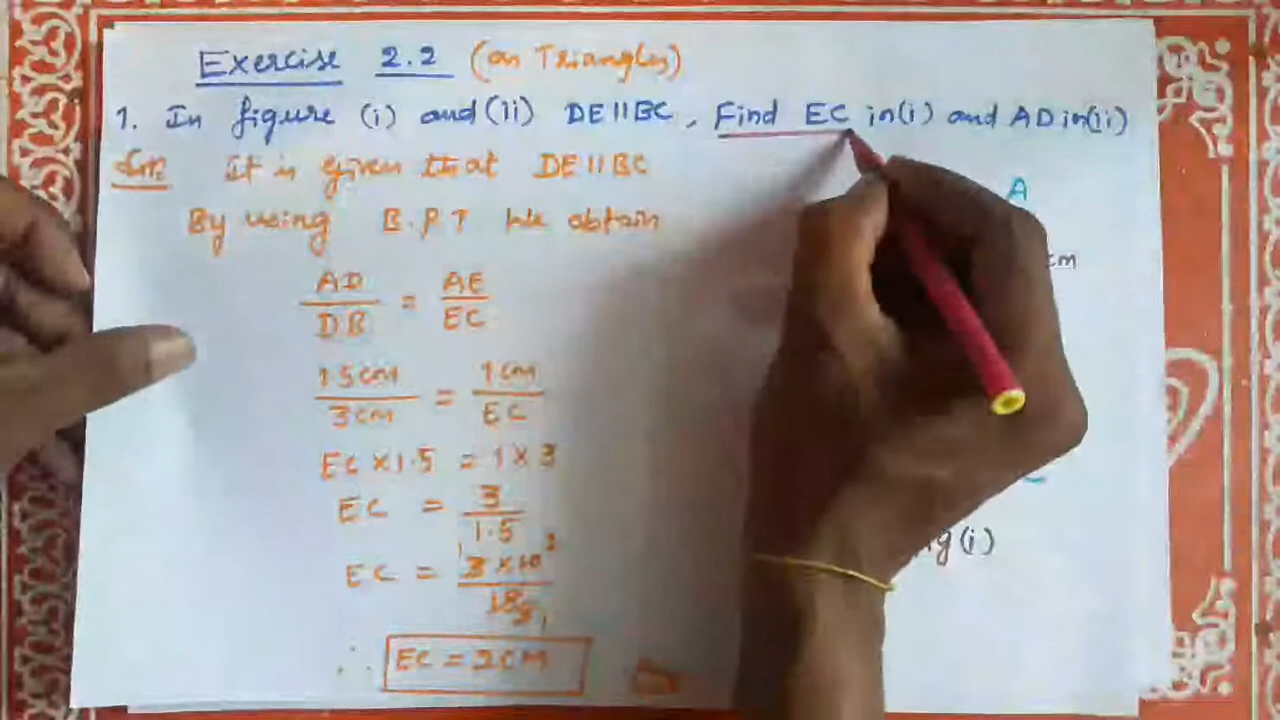 Exercise 2.2 (on Triangles)
1. In figure (i) and (ii) DE||BC, Find EC in(i) and AD in(ii)
Soln It is given that DE||BC
By using B.P.T we obtain
AD/DB = AE/EC
1.5cm/3cm = 1cm/EC
EC×1.5 = 1×3
EC = 3/1.5
EC = 3×10/15
∴ EC = 2cm
A
cm
(i)